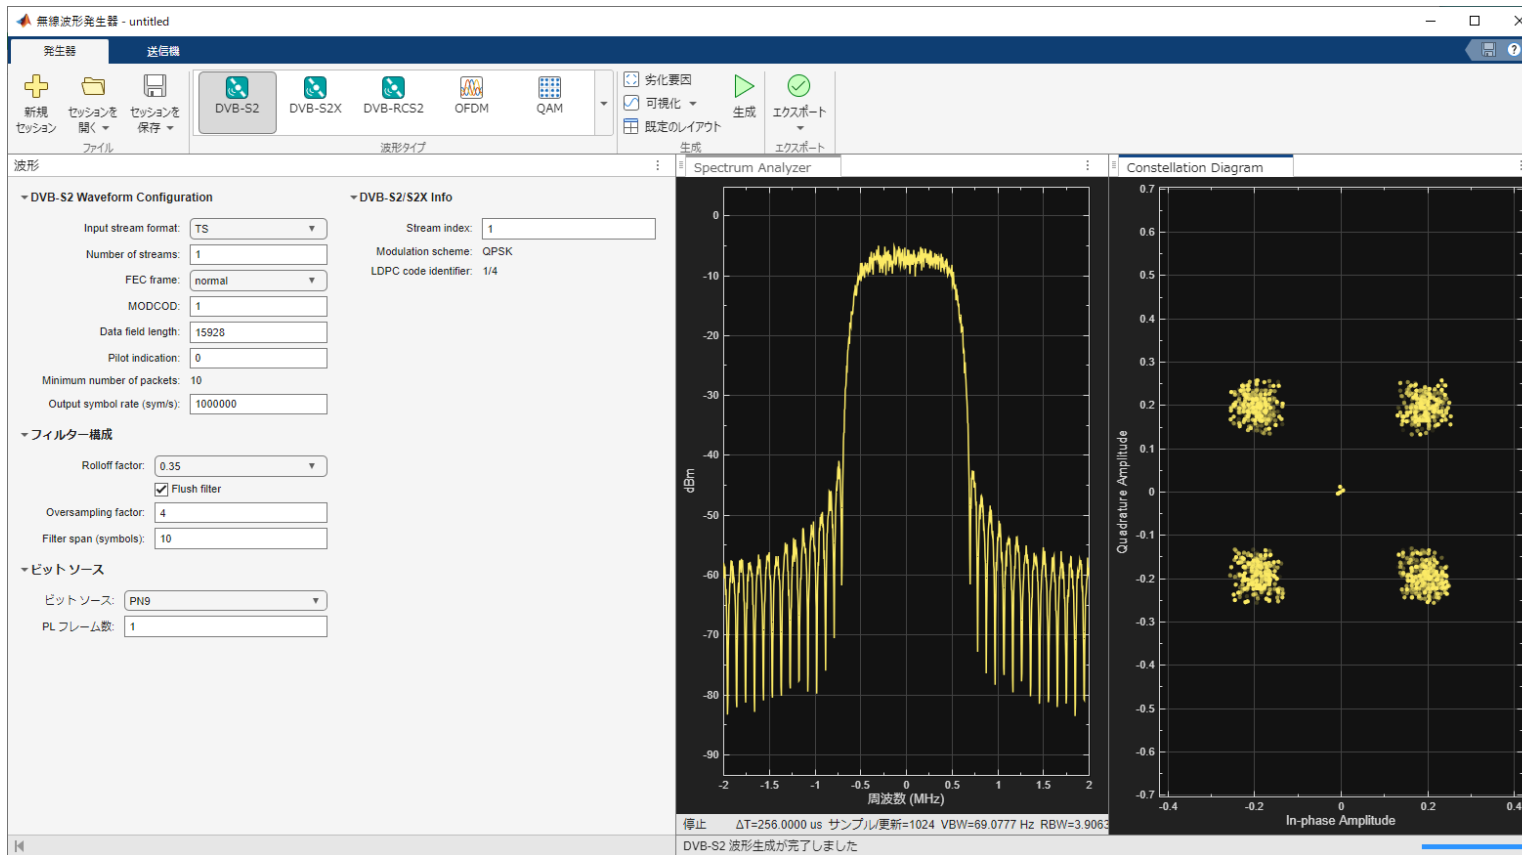 無線波形発生器 - untitled
発生器 送信機
新規 セッション
セッションを 開く
セッションを 保存
ファイル
DVB-S2 DVB-S2X DVB-RCS2 OFDM QAM
波形タイプ
劣化要因
可視化
既定のレイアウト
生成
生成
エクスポート
エクスポート
波形
DVB-S2 Waveform Configuration
Input stream format: TS
Number of streams: 1
FEC frame: normal
MODCOD: 1
Data field length: 15928
Pilot indication: 0
Minimum number of packets: 10
Output symbol rate (sym/s): 1000000
フィルター構成
Rolloff factor: 0.35
Flush filter
Oversampling factor: 4
Filter span (symbols): 10
ビット ソース
ビット ソース: PN9
PL フレーム数: 1
DVB-S2/S2X Info
Stream index: 1
Modulation scheme: QPSK
LDPC code identifier: 1/4
Spectrum Analyzer
0
-10
-20
-30
-40
-50
-60
-70
-80
-90
dBm
-2 -1.5 -1 -0.5 0 0.5 1 1.5 2
周波数 (MHz)
停止 ΔT=256.0000 us サンプル/更新=1024 VBW=69.0777 Hz RBW=3.9063
DVB-S2 波形生成が完了しました
Constellation Diagram
0.7
0.6
0.5
0.4
0.3
0.2
0.1
0
-0.1
-0.2
-0.3
-0.4
-0.5
-0.6
-0.7
Quadrature Amplitude
-0.4 -0.2 0 0.2 0.4
In-phase Amplitude